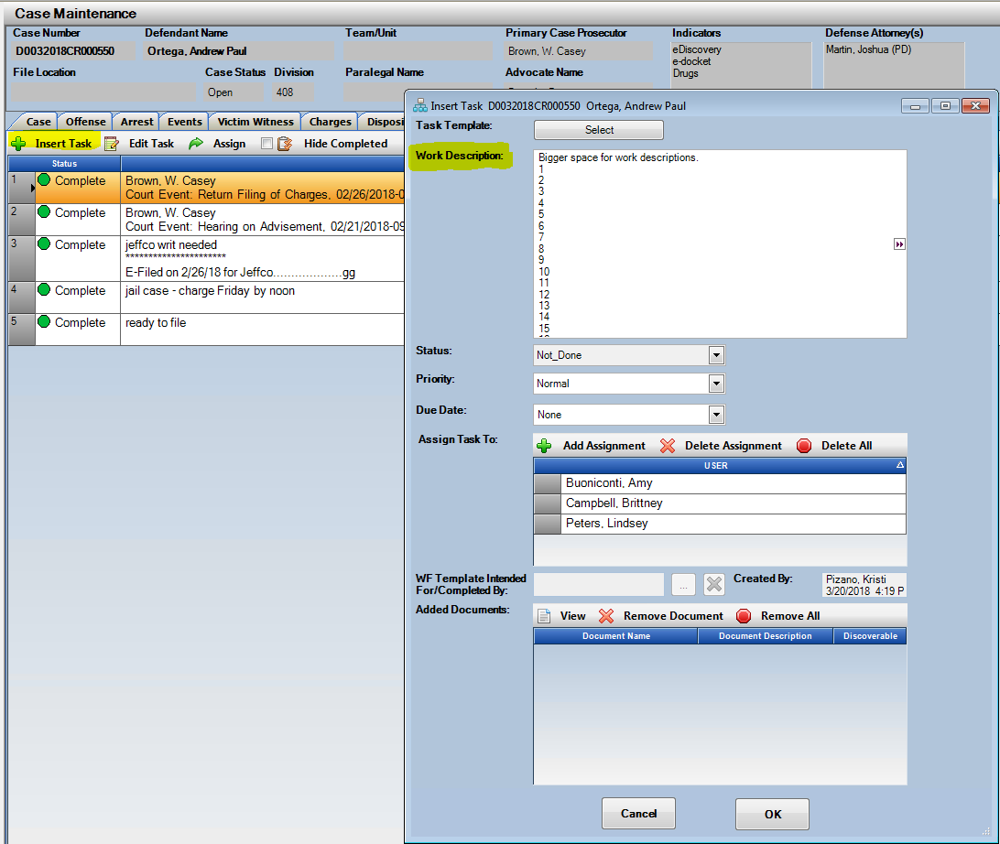 Case Maintenance
Case Number Defendant Name Team/Unit Primary Case Prosecutor Indicators Defense Attorney(s)
D0032018CR000550 Ortega, Andrew Paul Brown, W. Casey eDiscovery Martin, Joshua (PD)
e-docket
Drugs
File Location Case Status Division Paralegal Name Advocate Name
Open 408
Case Offense Arrest Events Victim Witness Charges Disposi
Insert Task Edit Task Assign Hide Completed
Status
1 Complete Brown, W. Casey
Court Event: Return Filing of Charges, 02/26/2018-0
2 Complete Brown, W. Casey
Court Event: Hearing on Advisement, 02/21/2018-09
3 Complete jeffco writ needed
**********************
E-Filed on 2/26/18 for Jeffco...................gg
4 Complete jail case - charge Friday by noon
5 Complete ready to file
Insert Task D0032018CR000550 Ortega, Andrew Paul
Task Template: Select
Work Description: Bigger space for work descriptions.
1
2
3
4
5
6
7
8
9
10
11
12
13
14
15
Status: Not_Done
Priority: Normal
Due Date: None
Assign Task To: Add Assignment Delete Assignment Delete All
USER
Buoniconti, Amy
Campbell, Brittney
Peters, Lindsey
WF Template Intended
For/Completed By: ... Created By: Pizano, Kristi
3/20/2018 4:19 P
Added Documents: View Remove Document Remove All
Document Name Document Description Discoverable
Cancel OK